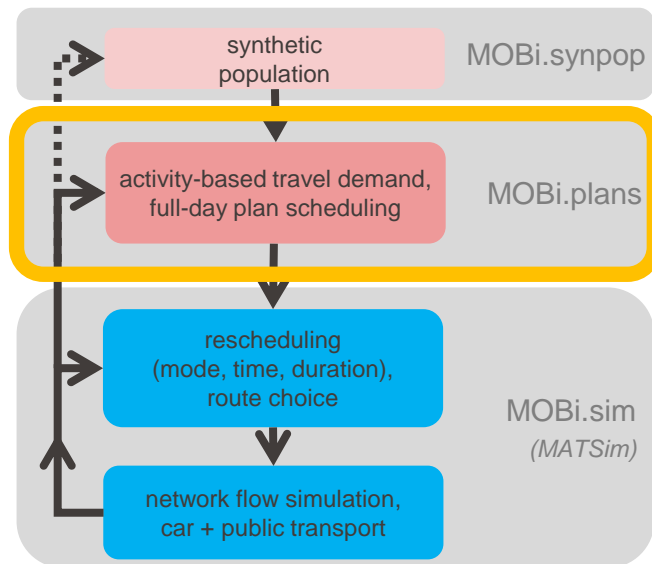 synthetic
population
MOBi.synpop
activity-based travel demand,
full-day plan scheduling
MOBi.plans
rescheduling
(mode, time, duration),
route choice
MOBi.sim
(MATSim)
network flow simulation,
car + public transport